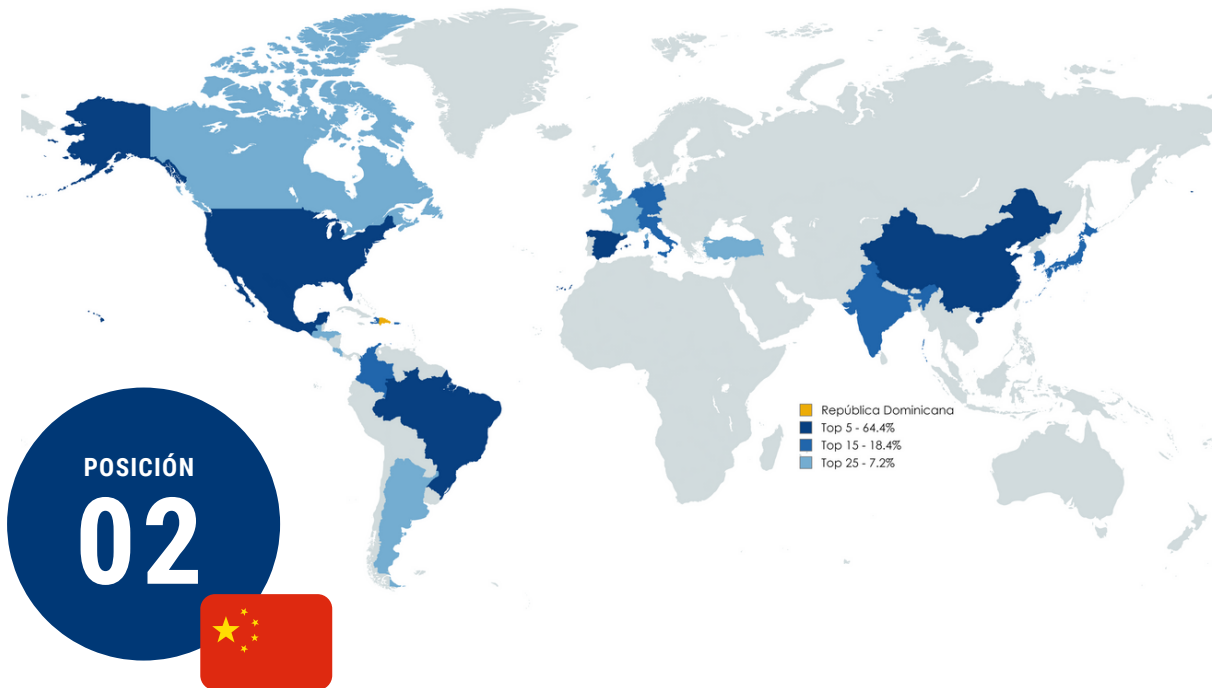 República Dominicana
Top 5 - 64.4%
Top 15 - 18.4%
Top 25 - 7.2%
POSICIÓN
02